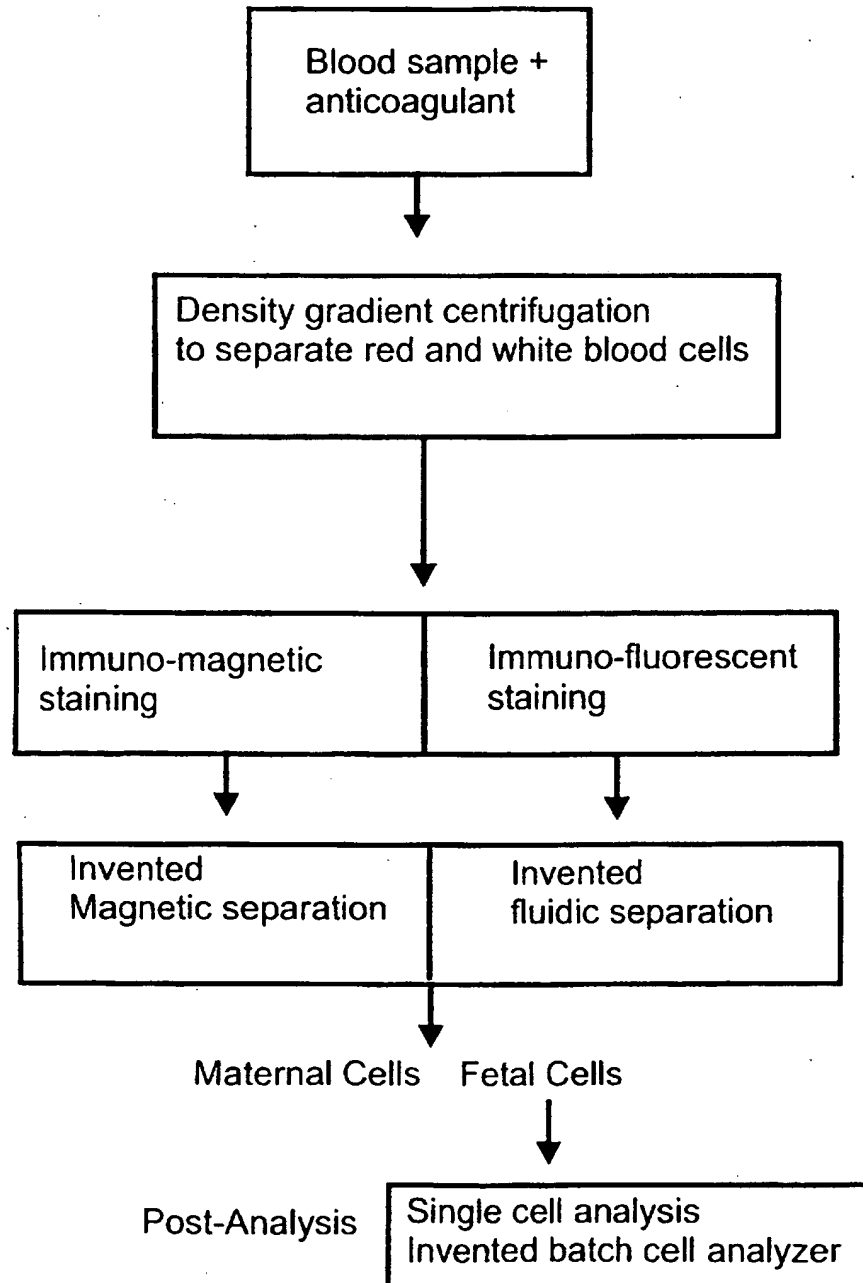 Blood sample +
anticoagulant
Density gradient centrifugation
to separate red and white blood cells
Immuno-magnetic
staining
Immuno-fluorescent
staining
Invented
Magnetic separation
Invented
fluidic separation
Maternal Cells Fetal Cells
Post-Analysis
Single cell analysis
Invented batch cell analyzer